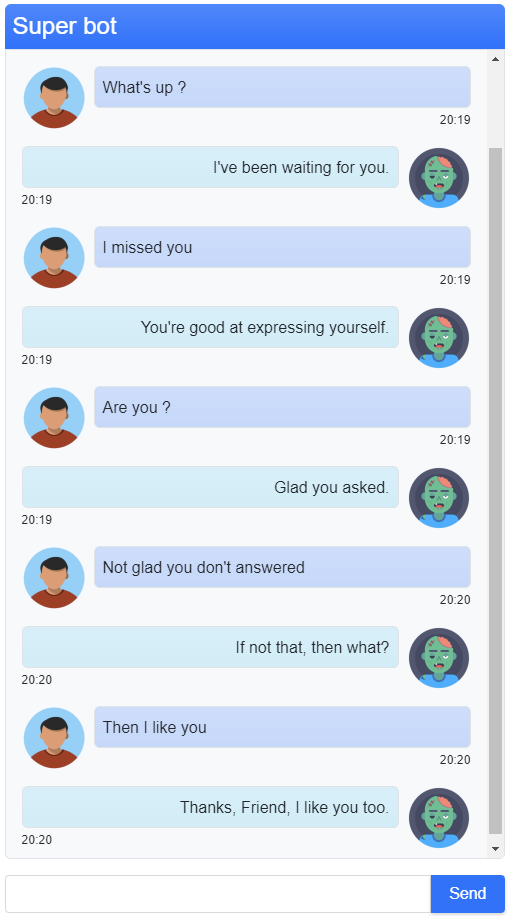 Super bot
What's up ?
20:19
I've been waiting for you.
20:19
I missed you
20:19
You're good at expressing yourself.
20:19
Are you ?
20:19
Glad you asked.
20:19
Not glad you don't answered
20:20
If not that, then what?
20:20
Then I like you
20:20
Thanks, Friend, I like you too.
20:20
Send